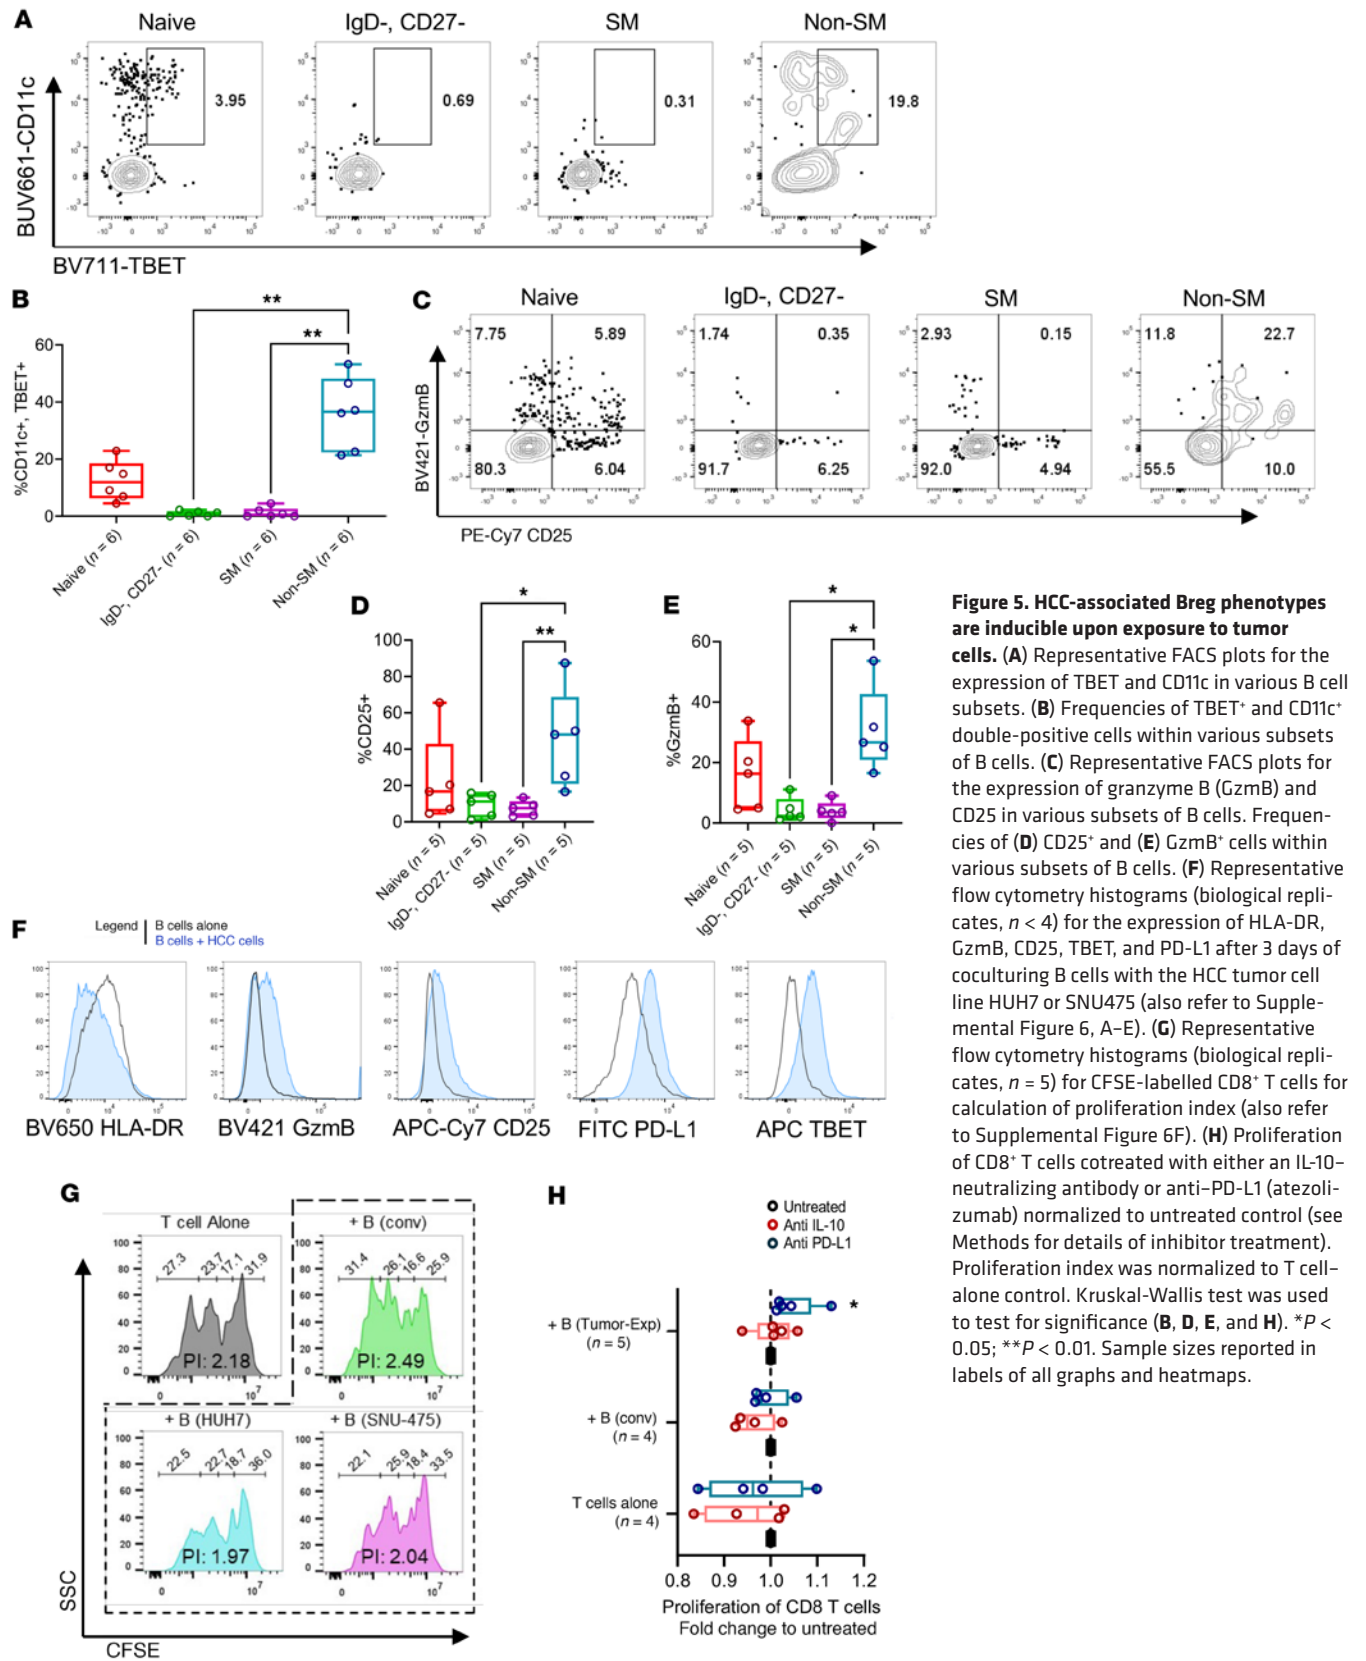 A
Naive
IgD-, CD27-
SM
Non-SM
BUV661-CD11c
3.95
0.69
0.31
19.8
BV711-TBET
B
**
**
%CD11c+, TBET+
60
40
20
0
Naive (n = 6)
IgD-, CD27- (n = 6)
SM (n = 6)
Non-SM (n = 6)
C
Naive
IgD-, CD27-
SM
Non-SM
BV421-GzmB
7.75
5.89
80.3
6.04
1.74
0.35
91.7
6.25
2.93
0.15
92.0
4.94
11.8
22.7
55.5
10.0
PE-Cy7 CD25
D
*
**
%CD25+
100
80
60
40
20
0
Naive (n = 5)
IgD-, CD27- (n = 5)
SM (n = 5)
Non-SM (n = 5)
E
*
*
%GzmB+
60
40
20
0
Naive (n = 5)
IgD-, CD27- (n = 5)
SM (n = 5)
Non-SM (n = 5)
F
Legend
B cells alone
B cells + HCC cells
BV650 HLA-DR
BV421 GzmB
APC-Cy7 CD25
FITC PD-L1
APC TBET
G
T cell Alone
27.3 23.7 17.1 31.9
PI: 2.18
+ B (conv)
31.4 26.1 16.6 25.9
PI: 2.49
+ B (HUH7)
22.5 22.7 18.7 36.0
PI: 1.97
+ B (SNU-475)
22.1 25.9 18.4 33.5
PI: 2.04
SSC
CFSE
H
Untreated
Anti IL-10
Anti PD-L1
*
+ B (Tumor-Exp)
(n = 5)
+ B (conv)
(n = 4)
T cells alone
(n = 4)
0.8 0.9 1.0 1.1 1.2
Proliferation of CD8 T cells
Fold change to untreated
Figure 5. HCC-associated Breg phenotypes
are inducible upon exposure to tumor
cells. (A) Representative FACS plots for the
expression of TBET and CD11c in various B cell
subsets. (B) Frequencies of TBET⁺ and CD11c⁺
double-positive cells within various subsets
of B cells. (C) Representative FACS plots for
the expression of granzyme B (GzmB) and
CD25 in various subsets of B cells. Frequen-
cies of (D) CD25⁺ and (E) GzmB⁺ cells within
various subsets of B cells. (F) Representative
flow cytometry histograms (biological repli-
cates, n < 4) for the expression of HLA-DR,
GzmB, CD25, TBET, and PD-L1 after 3 days of
coculturing B cells with the HCC tumor cell
line HUH7 or SNU475 (also refer to Supple-
mental Figure 6, A–E). (G) Representative
flow cytometry histograms (biological repli-
cates, n = 5) for CFSE-labelled CD8⁺ T cells for
calculation of proliferation index (also refer
to Supplemental Figure 6F). (H) Proliferation
of CD8⁺ T cells cotreated with either an IL-10–
neutralizing antibody or anti–PD-L1 (atezoli-
zumab) normalized to untreated control (see
Methods for details of inhibitor treatment).
Proliferation index was normalized to T cell–
alone control. Kruskal-Wallis test was used
to test for significance (B, D, E, and H). *P <
0.05; **P < 0.01. Sample sizes reported in
labels of all graphs and heatmaps.